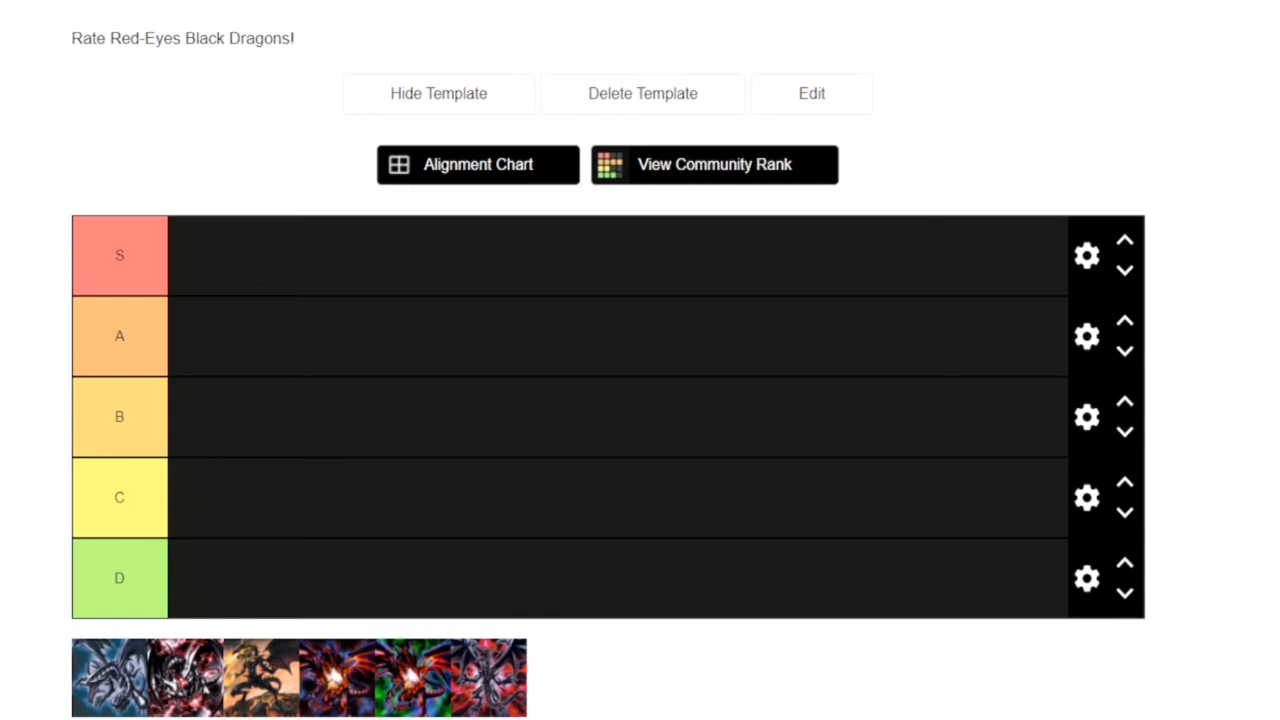 Rate Red-Eyes Black Dragons!
Hide Template
Delete Template
Edit
Alignment Chart
View Community Rank
S
A
B
C
D